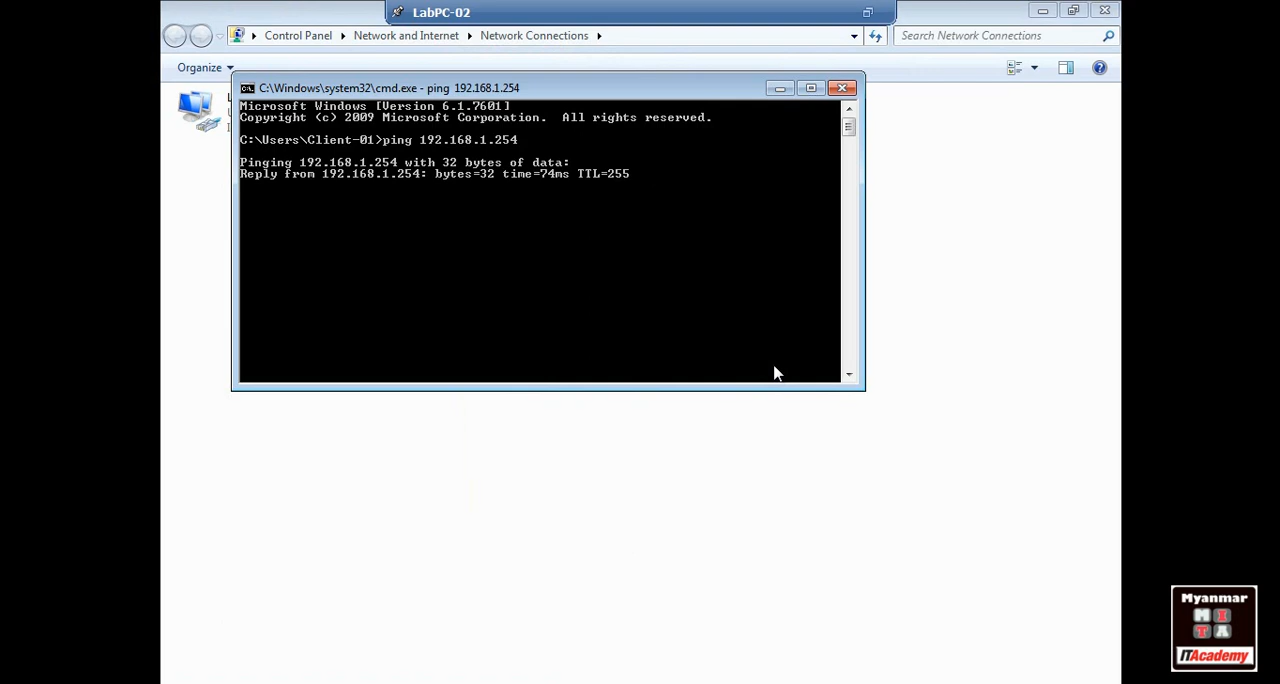 LabPC-02
Control Panel Network and Internet Network Connections
Search Network Connections
Organize
C:\Windows\system32\cmd.exe - ping 192.168.1.254
Microsoft Windows [Version 6.1.7601]
Copyright (c) 2009 Microsoft Corporation. All rights reserved.
C:\Users\Client-01>ping 192.168.1.254
Pinging 192.168.1.254 with 32 bytes of data:
Reply from 192.168.1.254: bytes=32 time=74ms TTL=255
Myanmar
M I
T A
ITAcademy